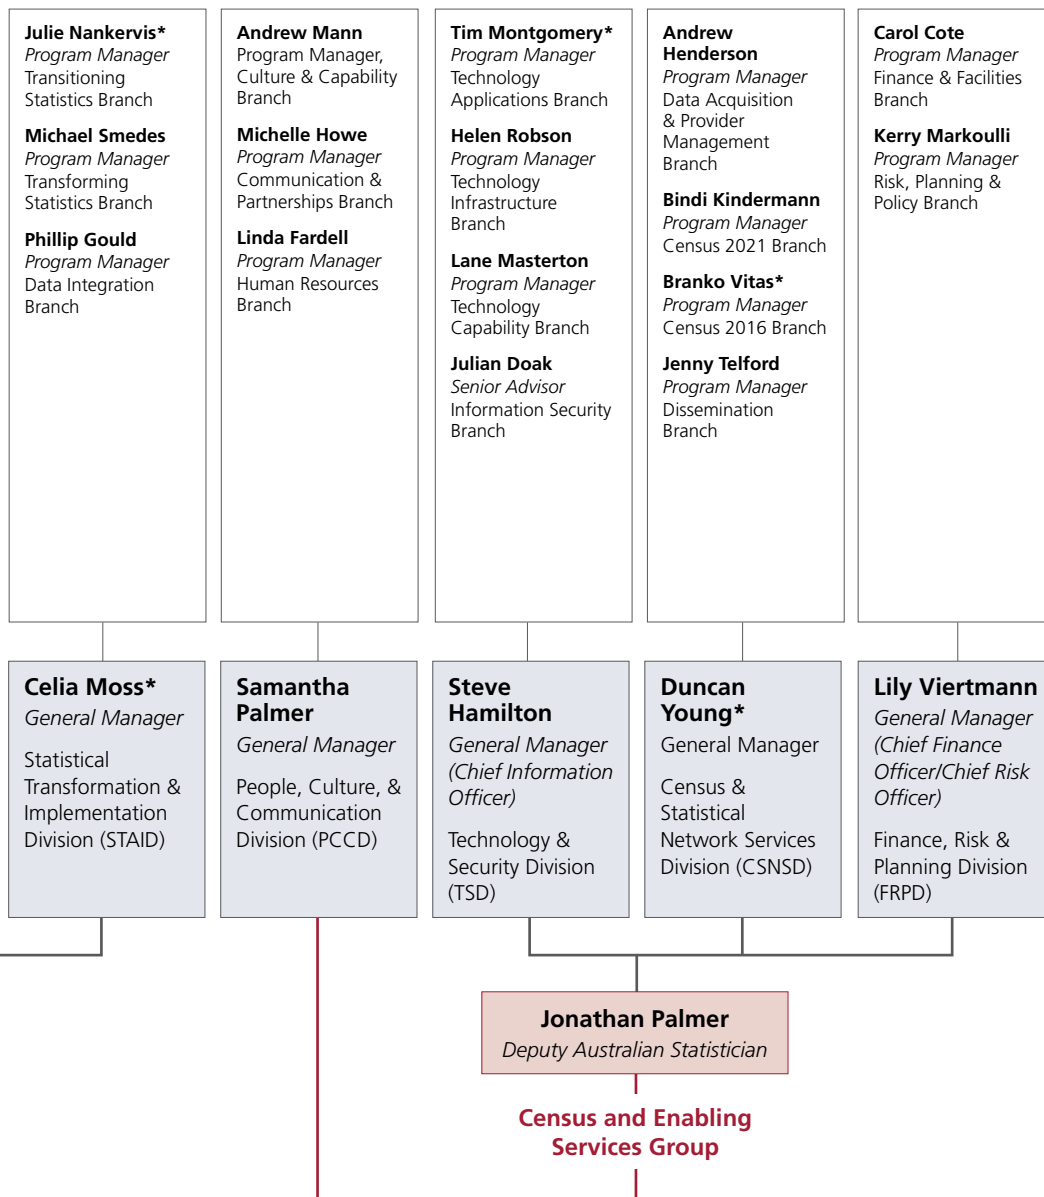 Julie Nankervis*
Program Manager
Transitioning
Statistics Branch
Michael Smedes
Program Manager
Transforming
Statistics Branch
Phillip Gould
Program Manager
Data Integration
Branch
Andrew Mann
Program Manager,
Culture & Capability
Branch
Michelle Howe
Program Manager
Communication &
Partnerships Branch
Linda Fardell
Program Manager
Human Resources
Branch
Tim Montgomery*
Program Manager
Technology
Applications Branch
Helen Robson
Program Manager
Technology
Infrastructure
Branch
Lane Masterton
Program Manager
Technology
Capability Branch
Julian Doak
Senior Advisor
Information Security
Branch
Andrew
Henderson
Program Manager
Data Acquisition
& Provider
Management
Branch
Bindi Kindermann
Program Manager
Census 2021 Branch
Branko Vitas*
Program Manager
Census 2016 Branch
Jenny Telford
Program Manager
Dissemination
Branch
Carol Cote
Program Manager
Finance & Facilities
Branch
Kerry Markoulli
Program Manager
Risk, Planning &
Policy Branch
Celia Moss*
General Manager
Statistical
Transformation &
Implementation
Division (STAID)
Samantha
Palmer
General Manager
People, Culture, &
Communication
Division (PCCD)
Steve
Hamilton
General Manager
(Chief Information
Officer)
Technology &
Security Division
(TSD)
Duncan
Young*
General Manager
Census &
Statistical
Network Services
Division (CSNSD)
Lily Viertmann
General Manager
(Chief Finance
Officer/Chief Risk
Officer)
Finance, Risk &
Planning Division
(FRPD)
Jonathan Palmer
Deputy Australian Statistician
Census and Enabling
Services Group